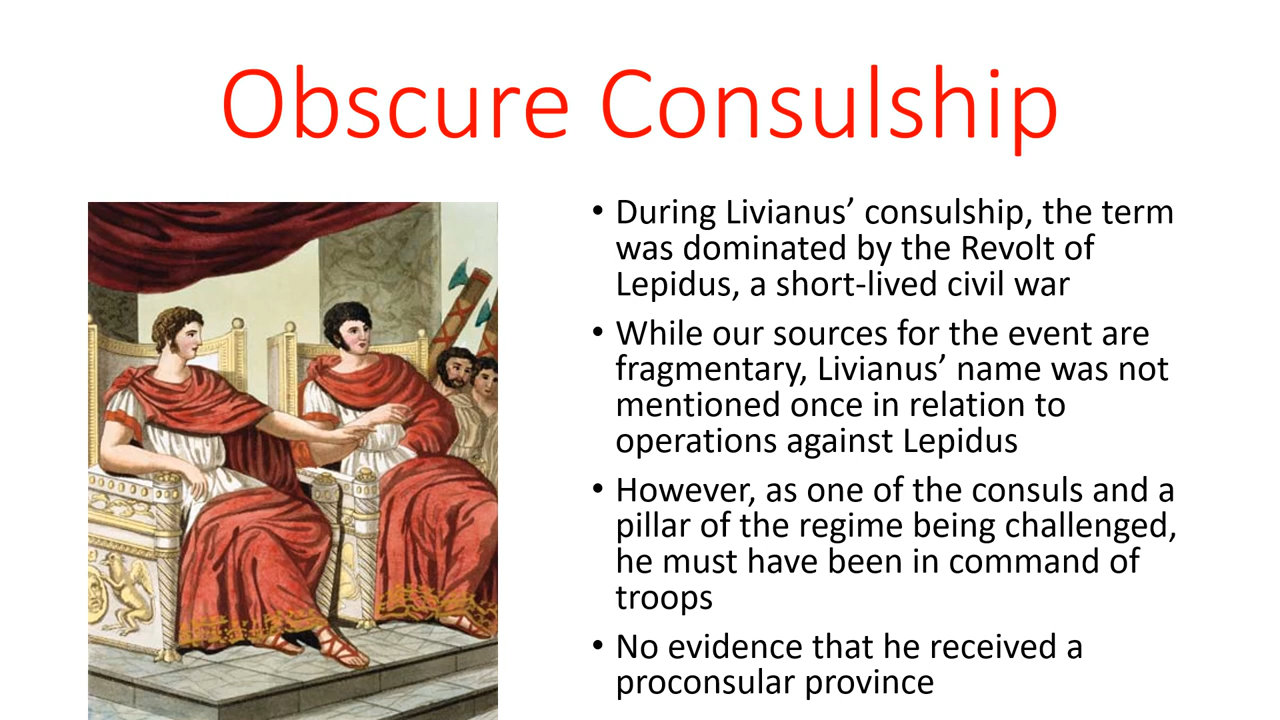 Obscure Consulship
• During Livianus’ consulship, the term
was dominated by the Revolt of
Lepidus, a short-lived civil war
• While our sources for the event are
fragmentary, Livianus’ name was not
mentioned once in relation to
operations against Lepidus
• However, as one of the consuls and a
pillar of the regime being challenged,
he must have been in command of
troops
• No evidence that he received a
proconsular province